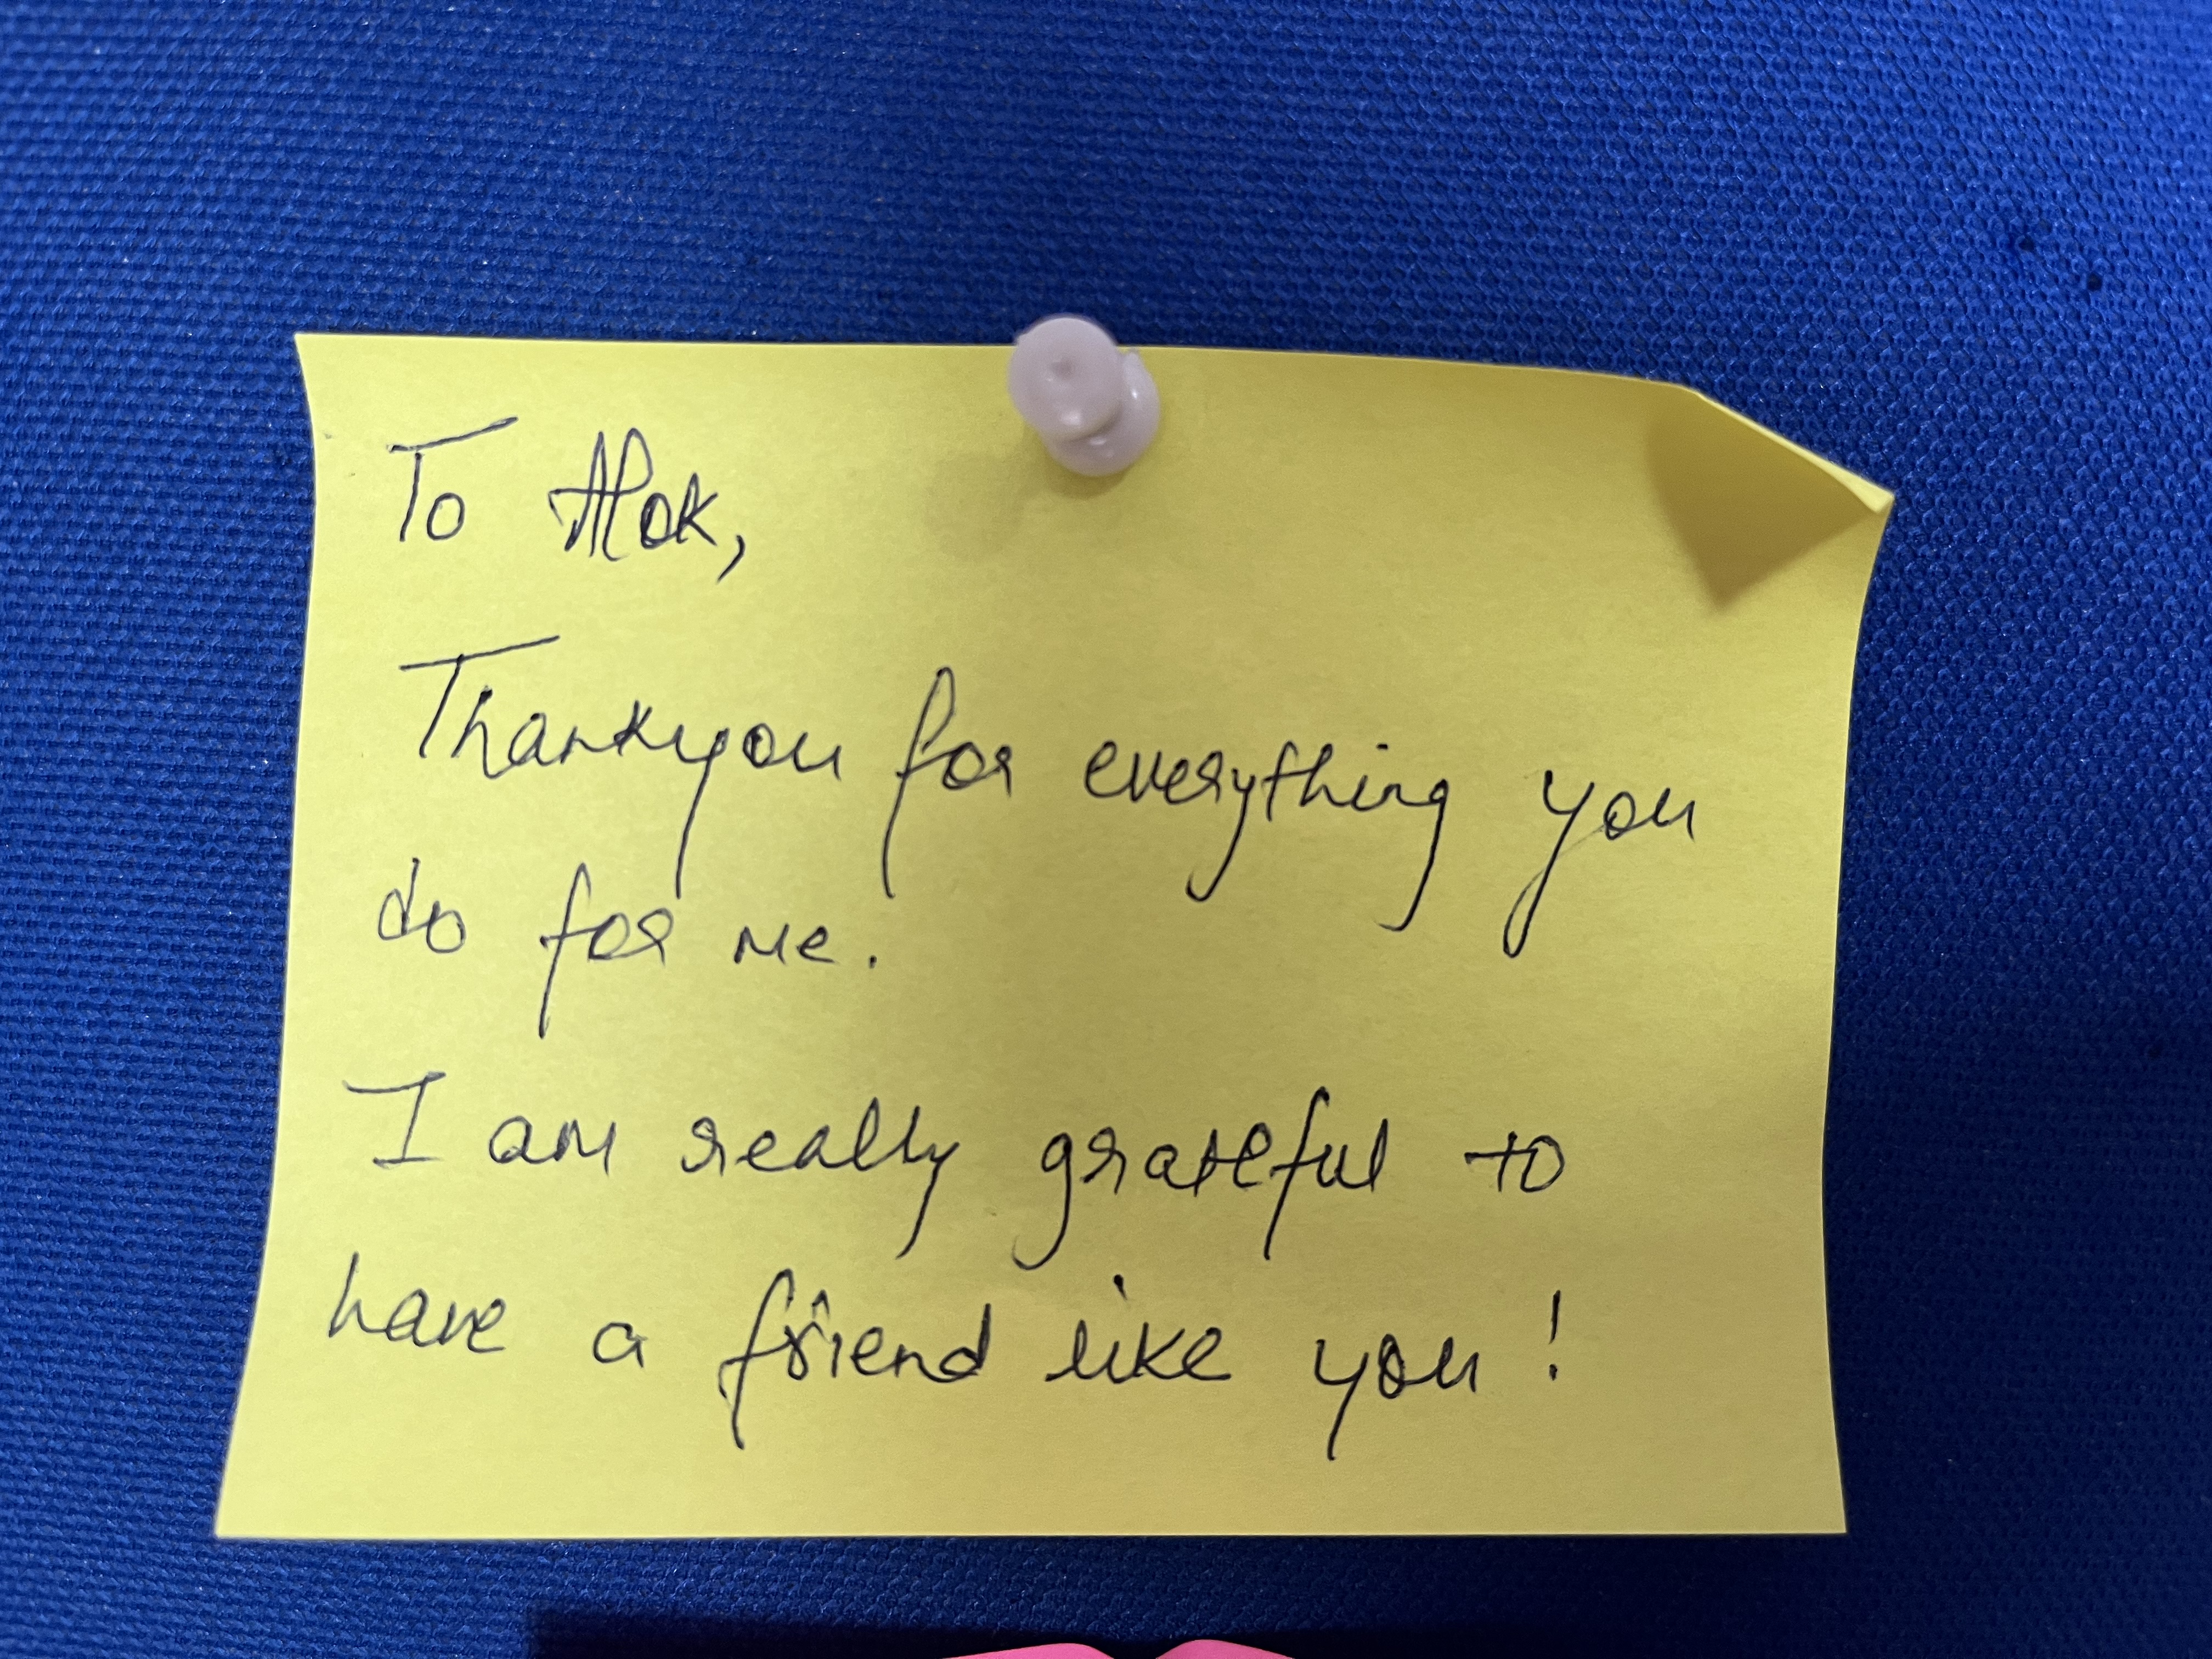 To Alok,
Thankyou for everything you
do for me.
I am really grateful to
have a friend like you!